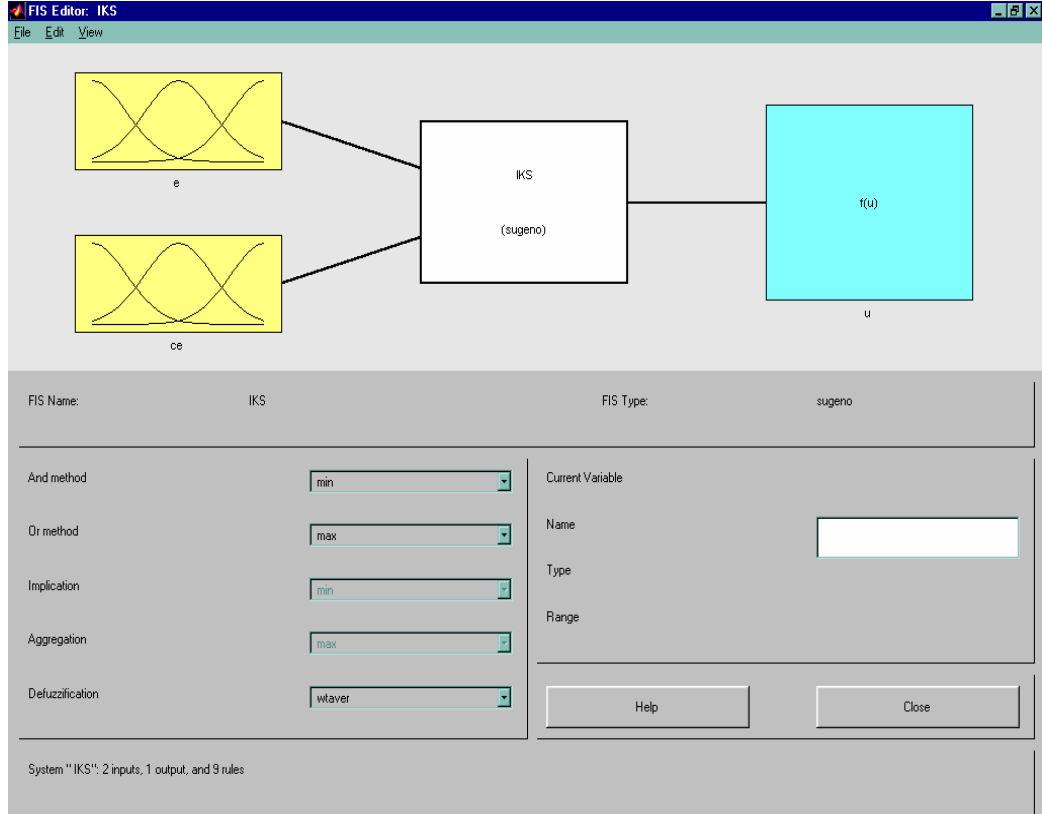 FIS Editor: IKS
File Edit View
e
ce
IKS
(sugeno)
f(u)
u
FIS Name: IKS
FIS Type: sugeno
And method min
Or method max
Implication min
Aggregation max
Defuzzification wtaver
Current Variable
Name
Type
Range
Help
Close
System "IKS": 2 inputs, 1 output, and 9 rules